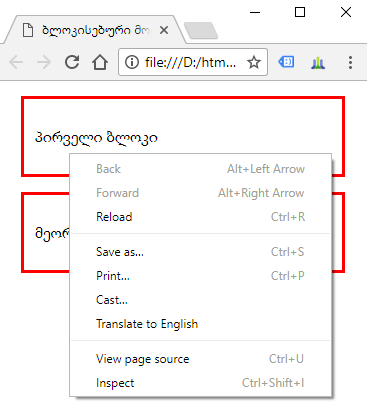 ბლოკისებური მო
file:///D:/htm...
პირველი ბლოკი
Back Alt+Left Arrow
Forward Alt+Right Arrow
Reload Ctrl+R
Save as... Ctrl+S
Print... Ctrl+P
Cast...
Translate to English
View page source Ctrl+U
Inspect Ctrl+Shift+I